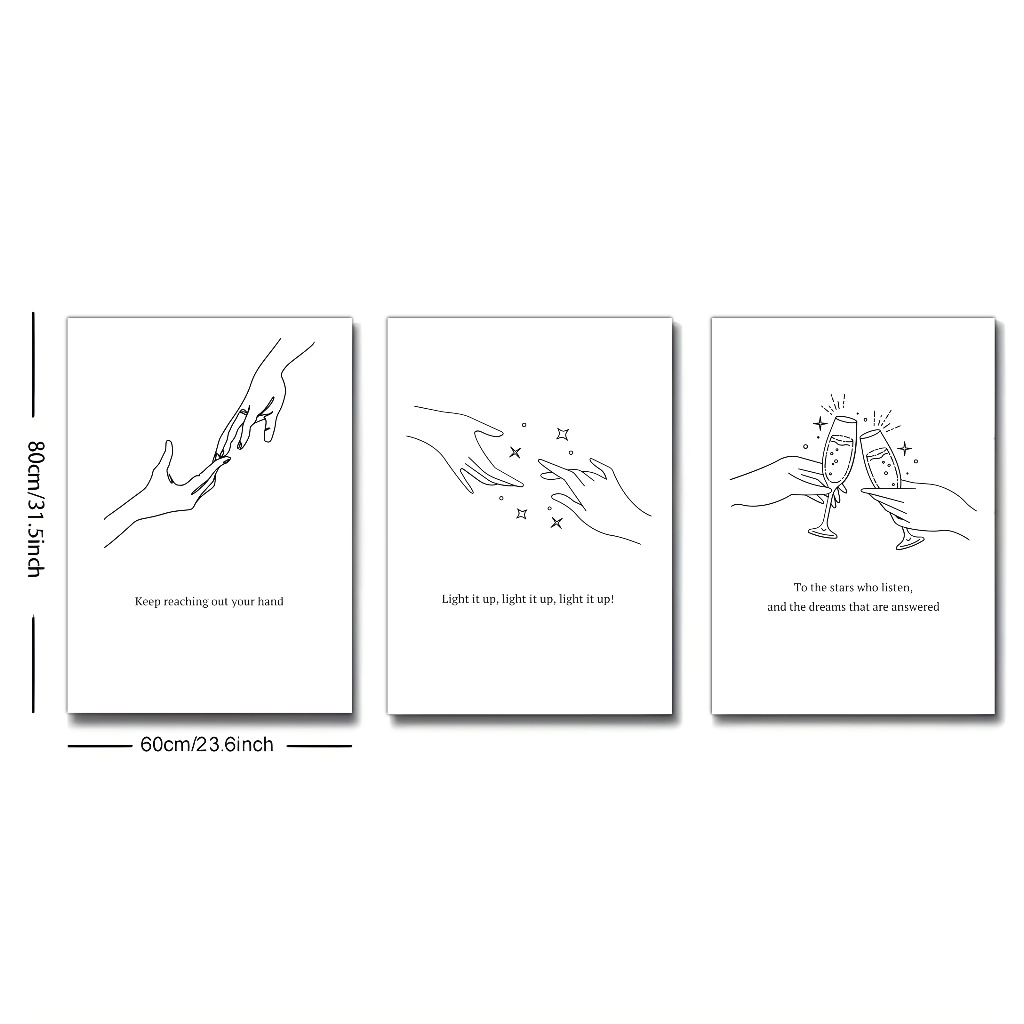 80cm/31.5inch
Keep reaching out your hand
Light it up, light it up, light it up!
To the stars who listen,
and the dreams that are answered
60cm/23.6inch